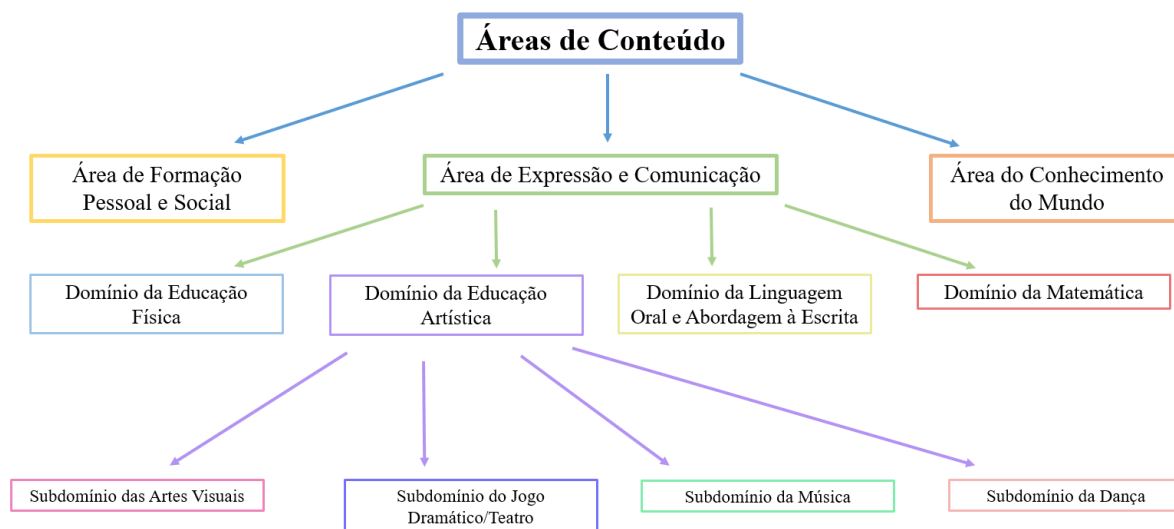 Áreas de Conteúdo
Área de Formação
Pessoal e Social
Área de Expressão e Comunicação
Área do Conhecimento
do Mundo
Domínio da Educação
Física
Domínio da Educação
Artística
Domínio da Linguagem
Oral e Abordagem à Escrita
Domínio da Matemática
Subdomínio das Artes Visuais
Subdomínio do Jogo
Dramático/Teatro
Subdomínio da Música
Subdomínio da Dança